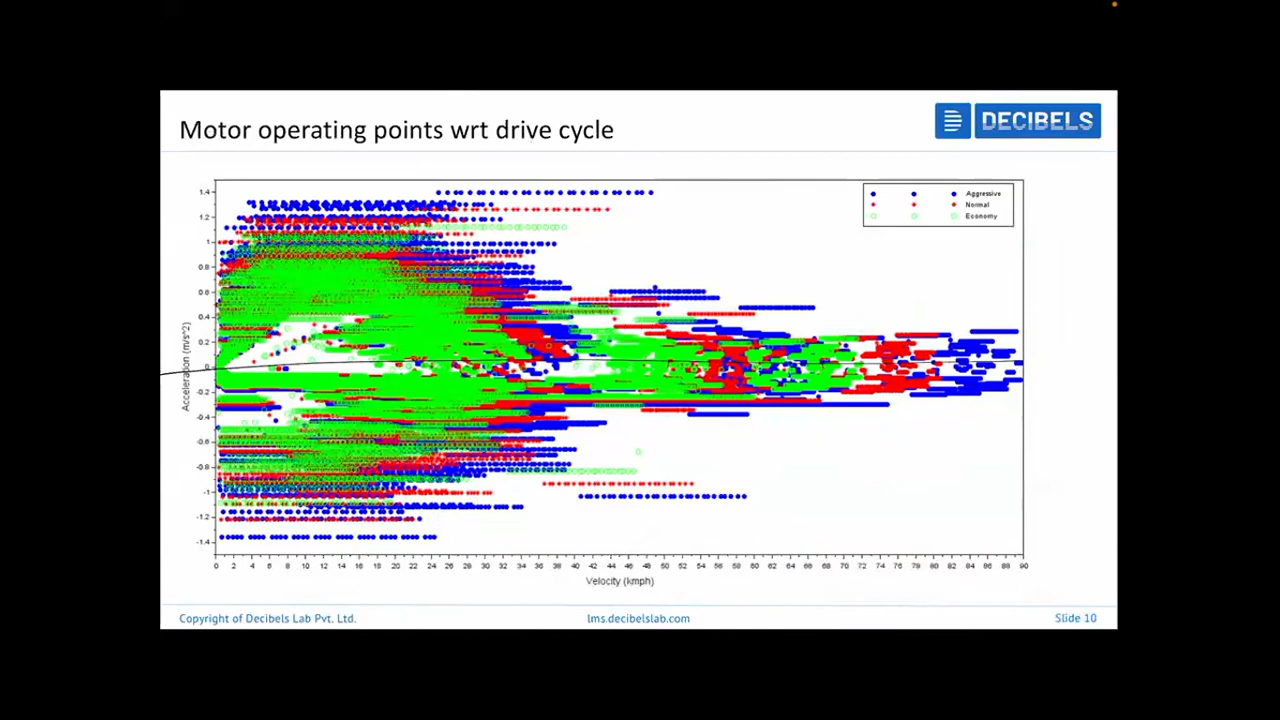 Motor operating points wrt drive cycle
DECIBELS
Aggressive
Normal
Economy
1.4
1.2
1
0.8
0.6
0.4
0.2
0
-0.2
-0.4
-0.6
-0.8
-1
-1.2
-1.4
Acceleration (m/s^2)
0 2 4 6 8 10 12 14 16 18 20 22 24 26 28 30 32 34 36 38 40 42 44 46 48 50 52 54 56 58 60 62 64 66 68 70 72 74 76 78 80 82 84 86 88 90
Velocity (kmph)
Copyright of Decibels Lab Pvt. Ltd.
lms.decibelslab.com
Slide 10